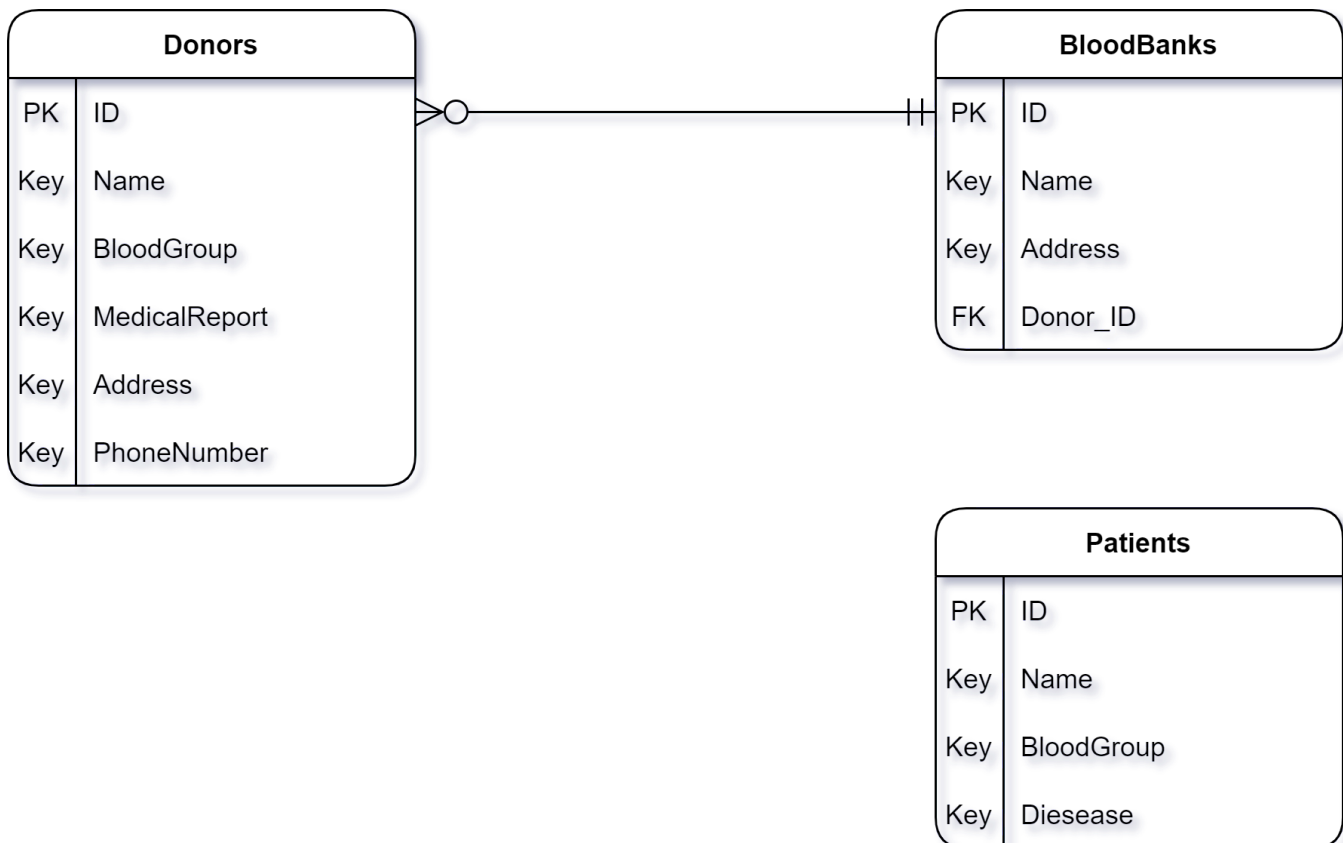 Donors
PK ID
Key Name
Key BloodGroup
Key MedicalReport
Key Address
Key PhoneNumber
BloodBanks
PK ID
Key Name
Key Address
FK Donor_ID
Patients
PK ID
Key Name
Key BloodGroup
Key Diesease